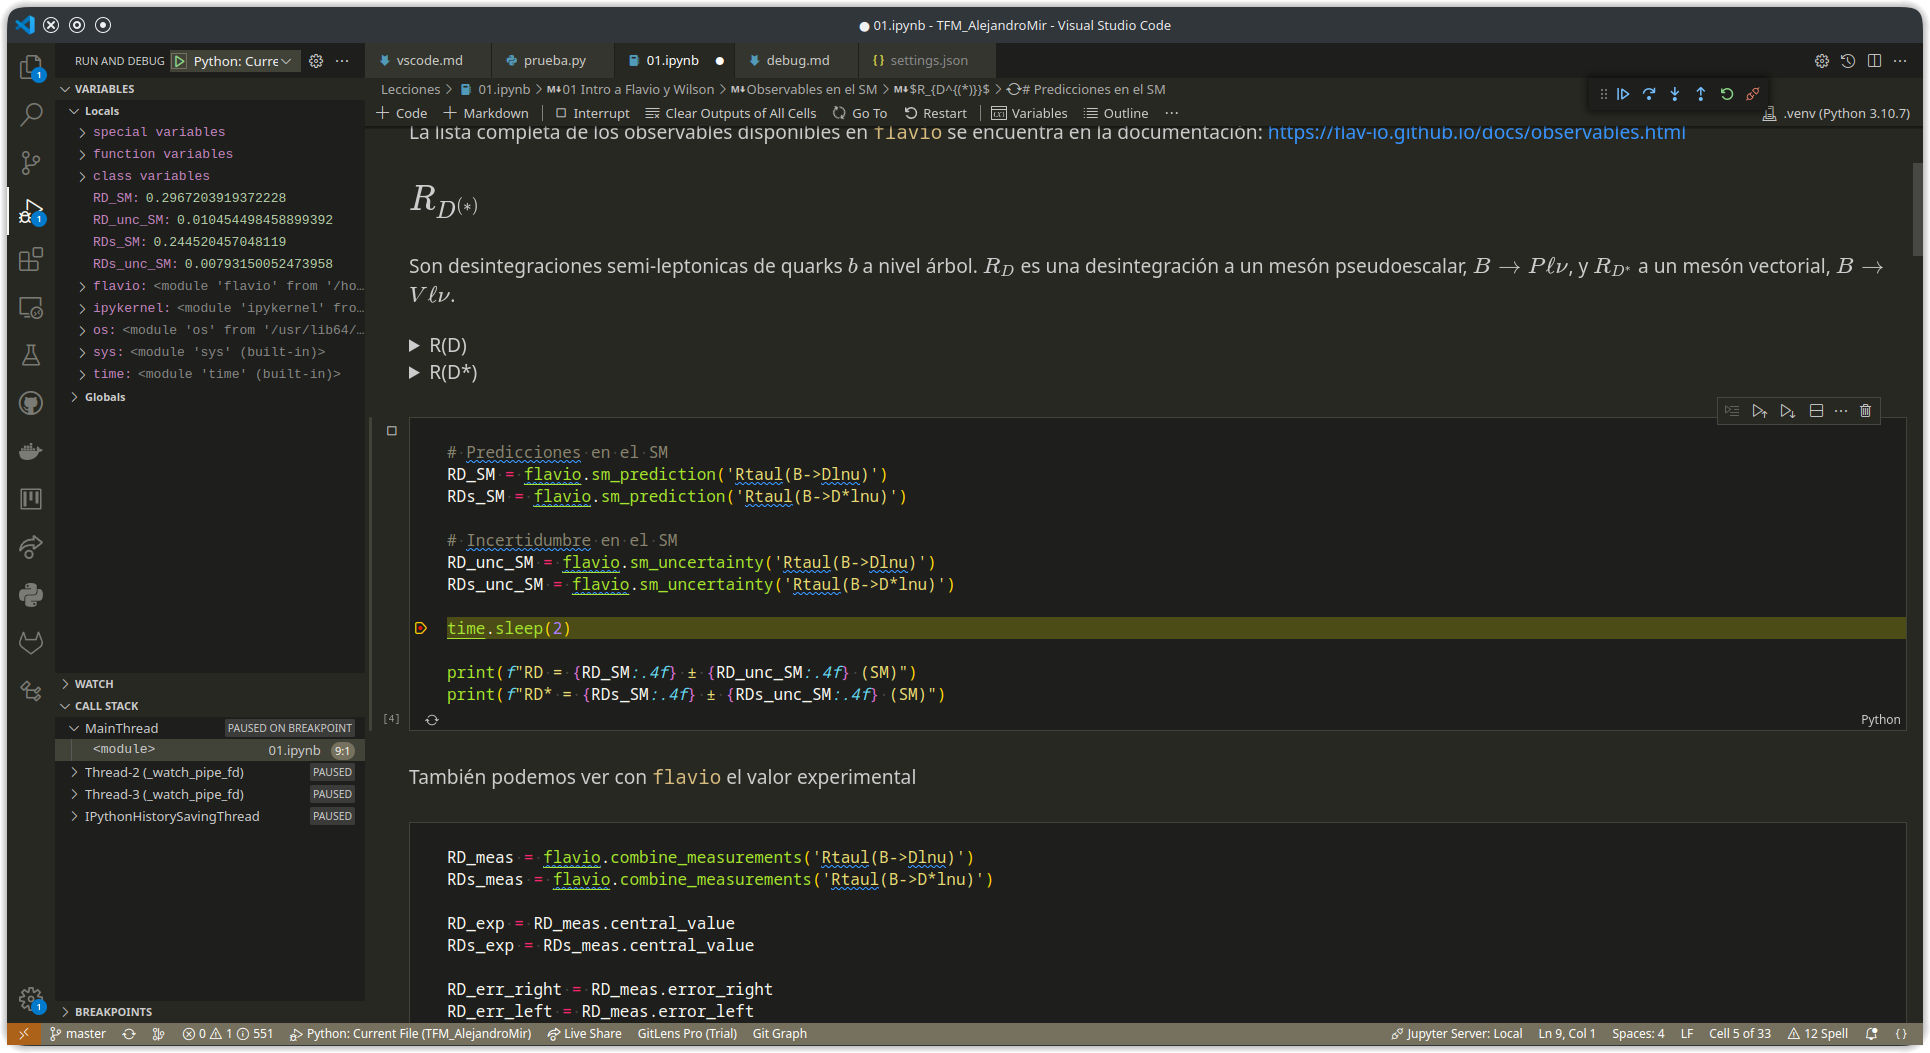 01.ipynb - TFM_AlejandroMir - Visual Studio Code
RUN AND DEBUG
Python: Curre
vscode.md
prueba.py
01.ipynb
debug.md
settings.json
Lecciones > 01.ipynb > M↓01 Intro a Flavio y Wilson > M↓Observables en el SM > M↓$R_{D^{(*)}}$ > # Predicciones en el SM
Code
Markdown
Interrupt
Clear Outputs of All Cells
Go To
Restart
Variables
Outline
.venv (Python 3.10.7)
VARIABLES
Locals
special variables
function variables
class variables
RD_SM: 0.2967203919372228
RD_unc_SM: 0.010454498458899392
RDs_SM: 0.244520457048119
RDs_unc_SM: 0.00793150052473958
flavio: <module 'flavio' from '/ho…
ipykernel: <module 'ipykernel' fro…
os: <module 'os' from '/usr/lib64/…
sys: <module 'sys' (built-in)>
time: <module 'time' (built-in)>
Globals
WATCH
CALL STACK
MainThread PAUSED ON BREAKPOINT
<module> 01.ipynb 9:1
Thread-2 (_watch_pipe_fd) PAUSED
Thread-3 (_watch_pipe_fd) PAUSED
IPythonHistorySavingThread PAUSED
BREAKPOINTS
La lista completa de los observables disponibles en flavio se encuentra en la documentación: https://flav-io.github.io/docs/observables.html
R_{D^{(*)}}
Son desintegraciones semi-leptonicas de quarks b a nivel árbol. R_D es una desintegración a un mesón pseudoescalar, B → Pℓν, y R_{D*} a un mesón vectorial, B →
Vℓν.
▶ R(D)
▶ R(D*)
# Predicciones en el SM
RD_SM = flavio.sm_prediction('Rtaul(B->Dlnu)')
RDs_SM = flavio.sm_prediction('Rtaul(B->D*lnu)')
# Incertidumbre en el SM
RD_unc_SM = flavio.sm_uncertainty('Rtaul(B->Dlnu)')
RDs_unc_SM = flavio.sm_uncertainty('Rtaul(B->D*lnu)')
time.sleep(2)
print(f"RD = {RD_SM:.4f} ± {RD_unc_SM:.4f} (SM)")
print(f"RD* = {RDs_SM:.4f} ± {RDs_unc_SM:.4f} (SM)")
[4]
Python
También podemos ver con flavio el valor experimental
RD_meas = flavio.combine_measurements('Rtaul(B->Dlnu)')
RDs_meas = flavio.combine_measurements('Rtaul(B->D*lnu)')
RD_exp = RD_meas.central_value
RDs_exp = RDs_meas.central_value
RD_err_right = RD_meas.error_right
RD_err_left = RD_meas.error_left
master
0 1 551
Python: Current File (TFM_AlejandroMir)
Live Share
GitLens Pro (Trial)
Git Graph
Jupyter Server: Local
Ln 9, Col 1
Spaces: 4
LF
Cell 5 of 33
12 Spell